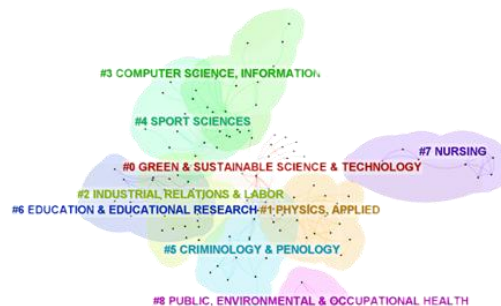 #3 COMPUTER SCIENCE, INFORMATION
#4 SPORT SCIENCES
#7 NURSING
#0 GREEN & SUSTAINABLE SCIENCE & TECHNOLOGY
#2 INDUSTRIAL RELATIONS & LABOR
#6 EDUCATION & EDUCATIONAL RESEARCH #1 PHYSICS, APPLIED
#5 CRIMINOLOGY & PENOLOGY
#8 PUBLIC, ENVIRONMENTAL & OCCUPATIONAL HEALTH